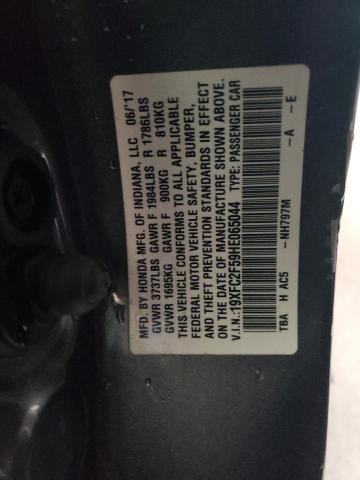 MFD. BY HONDA MFG. OF INDIANA, LLC 06/'17
GVWR 3737LBS GAWR F 1984LBS R 1786LBS
GVWR 1695KG GAWR F 900KG R 810KG
THIS VEHICLE CONFORMS TO ALL APPLICABLE
FEDERAL MOTOR VEHICLE SAFETY, BUMPER,
AND THEFT PREVENTION STANDARDS IN EFFECT
ON THE DATE OF MANUFACTURE SHOWN ABOVE.
V.I.N.:19XFC2F59HE065044 TYPE: PASSENGER CAR
TBA H AC5 -NH797M -A -E